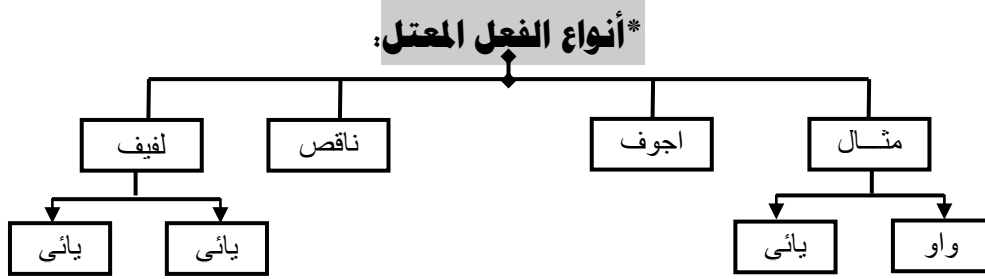 *أنواع الفعل المعتل:
مثـــال
اجوف
ناقص
لفيف
واو
يائى
يائى
يائى